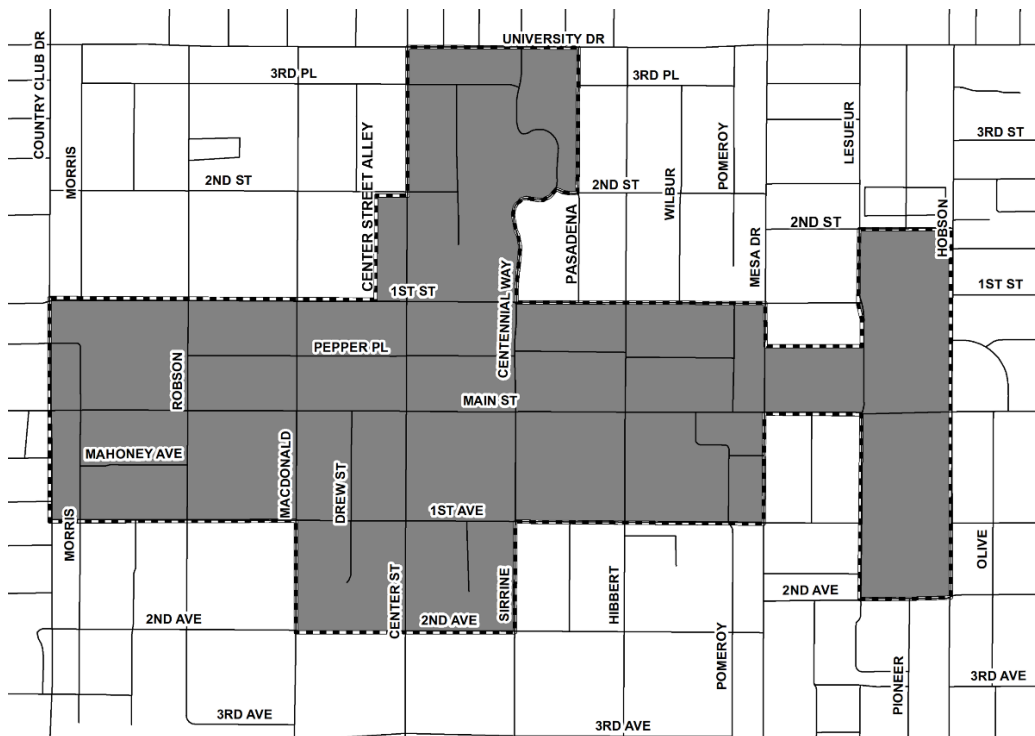 UNIVERSITY DR
COUNTRY CLUB DR
3RD PL
3RD PL
LESUEUR
3RD ST
MORRIS
CENTER STREET ALLEY
POMEROY
2ND ST
2ND ST
WILBUR
PASADENA
2ND ST
HOBSON
MESA DR
1ST ST
1ST ST
CENTENNIAL WAY
PEPPER PL
ROBSON
MAIN ST
MAHONEY AVE
MACDONALD
DREW ST
1ST AVE
MORRIS
OLIVE
CENTER ST
SIRRINE
HIBBERT
2ND AVE
2ND AVE
2ND AVE
POMEROY
PIONEER
3RD AVE
3RD AVE
3RD AVE